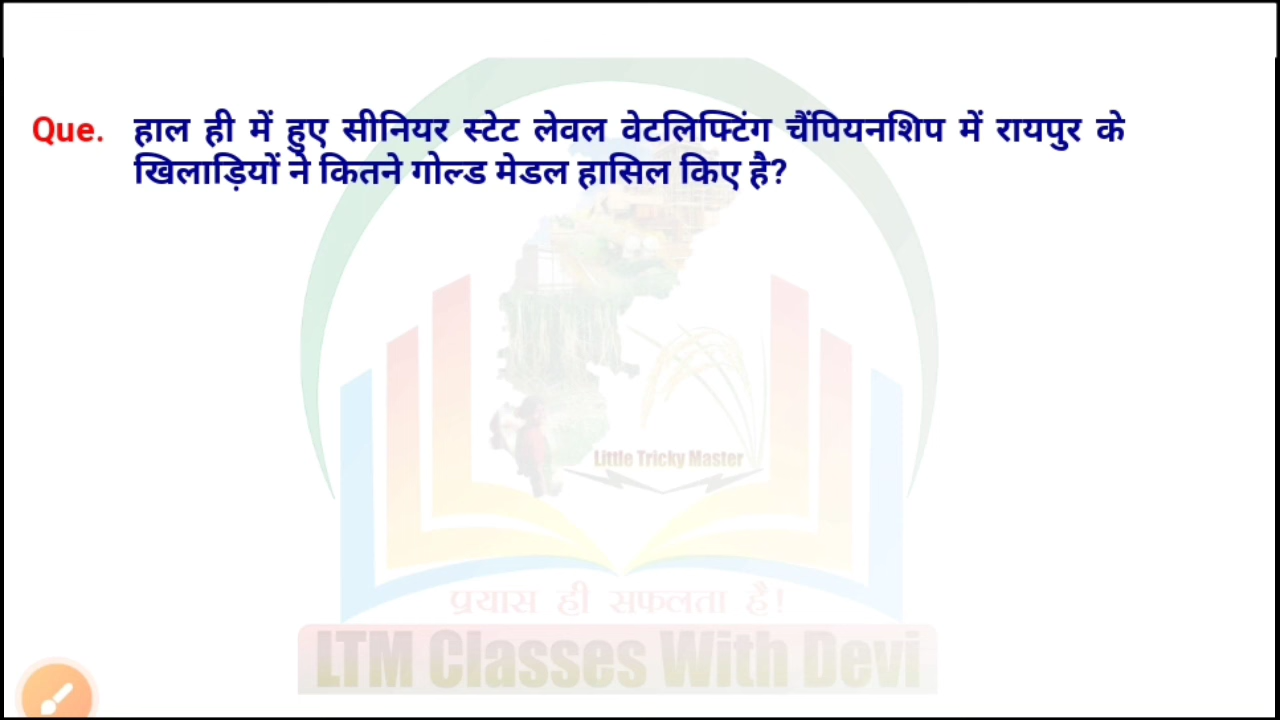 Que. हाल ही में हुए सीनियर स्टेट लेवल वेटलिफ्टिंग चैंपियनशिप में रायपुर के
खिलाड़ियों ने कितने गोल्ड मेडल हासिल किए है?
Little Tricky Master
प्रयास ही सफलता है!
LTM Classes With Devi